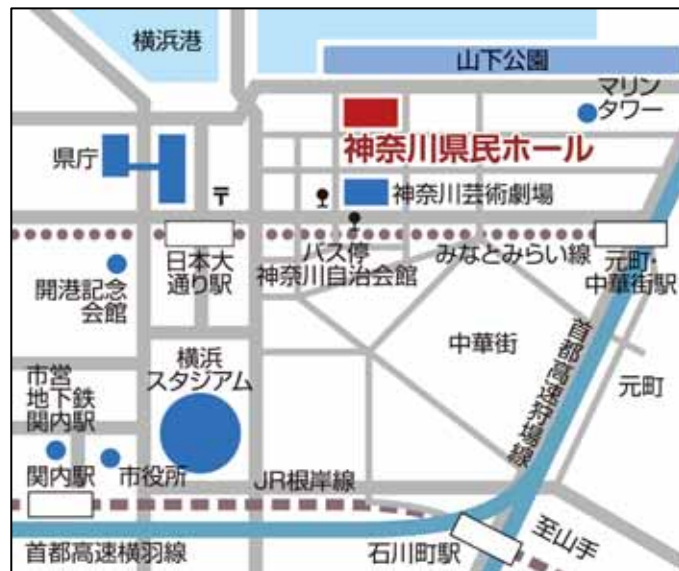 横浜港
山下公園
マリン
タワー
県庁
神奈川県民ホール
〒
神奈川芸術劇場
日本大
通り駅
バス停
神奈川自治会館
みなとみらい線
元町・
中華街駅
開港記念
会館
中華街
首都高速狩場線
元町
横浜
スタジアム
市営
地下鉄
関内駅
関内駅
市役所
JR根岸線
首都高速横羽線
石川町駅
至山手